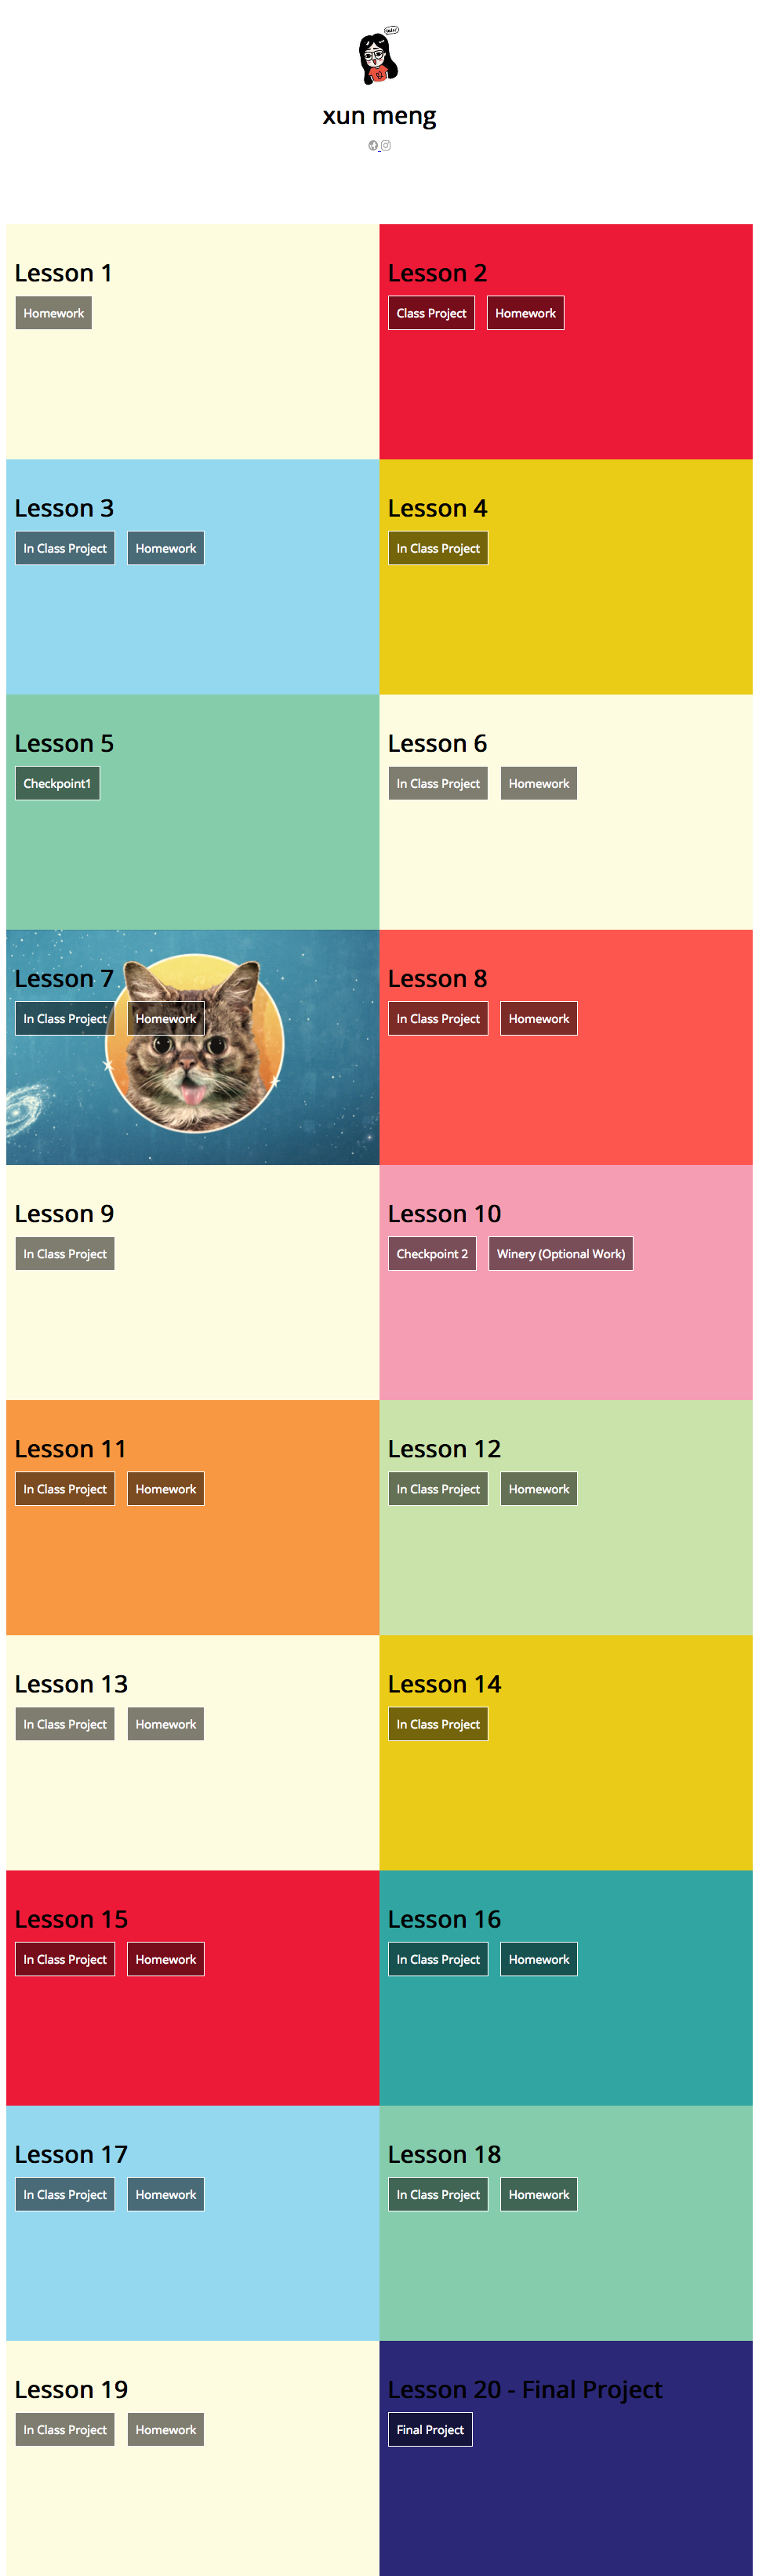 xun meng
Lesson 1
Homework
Lesson 2
Class Project Homework
Lesson 3
In Class Project Homework
Lesson 4
In Class Project
Lesson 5
Checkpoint1
Lesson 6
In Class Project Homework
Lesson 7
In Class Project Homework
Lesson 8
In Class Project Homework
Lesson 9
In Class Project
Lesson 10
Checkpoint 2 Winery (Optional Work)
Lesson 11
In Class Project Homework
Lesson 12
In Class Project Homework
Lesson 13
In Class Project Homework
Lesson 14
In Class Project
Lesson 15
In Class Project Homework
Lesson 16
In Class Project Homework
Lesson 17
In Class Project Homework
Lesson 18
In Class Project Homework
Lesson 19
In Class Project Homework
Lesson 20 - Final Project
Final Project